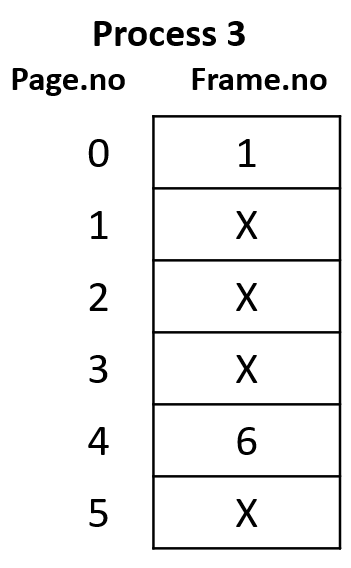 Process 3
Page.no Frame.no
0 1
1 X
2 X
3 X
4 6
5 X